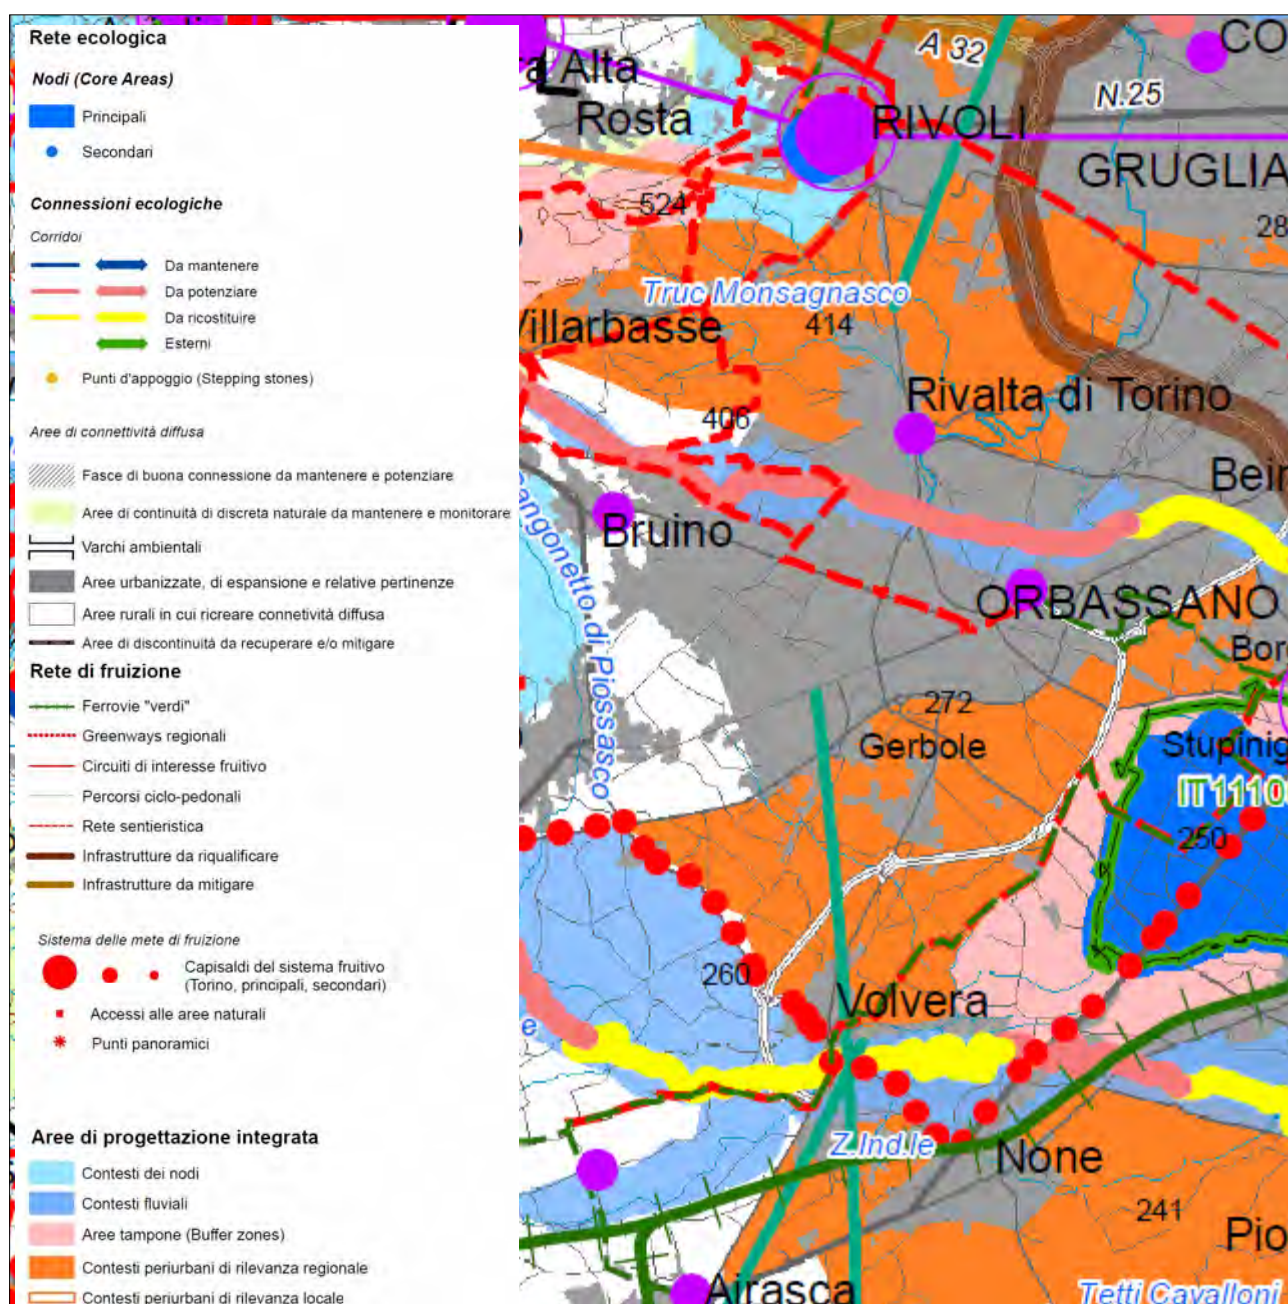 Rete ecologica
Nodi (Core Areas)
Principali
Secondari
Connessioni ecologiche
Corridoi
Da mantenere
Da potenziare
Da ricostituire
Esterni
Punti d'appoggio (Stepping stones)
Aree di connettività diffusa
Fasce di buona connessione da mantenere e potenziare
Aree di continuità di discreta naturale da mantenere e monitorare
Varchi ambientali
Aree urbanizzate, di espansione e relative pertinenze
Aree rurali in cui ricreare connetività diffusa
Aree di discontinuità da recuperare e/o mitigare
Rete di fruizione
Ferrovie "verdi"
Greenways regionali
Circuiti di interesse fruitivo
Percorsi ciclo-pedonali
Rete sentieristica
Infrastrutture da riqualificare
Infrastrutture da mitigare
Sistema delle mete di fruizione
Capisaldi del sistema fruitivo
(Torino, principali, secondari)
Accessi alle aree naturali
Punti panoramici
Aree di progettazione integrata
Contesti dei nodi
Contesti fluviali
Aree tampone (Buffer zones)
Contesti periurbani di rilevanza regionale
Contesti periurbani di rilevanza locale
A 32
CO
a Alta
N.25
Rosta
RIVOLI
GRUGLIA
524
28
Truc Monsagnasco
Villarbasse
414
Rivalta di Torino
406
Bein
Bruino
angonetto di Piossasco
ORBASSANO
Bor
272
Gerbole
Stupinig
IT1110
250
260
Volvera
e
Z.Ind.le
None
241
Pio
Airasca
Tetti Cavalloni